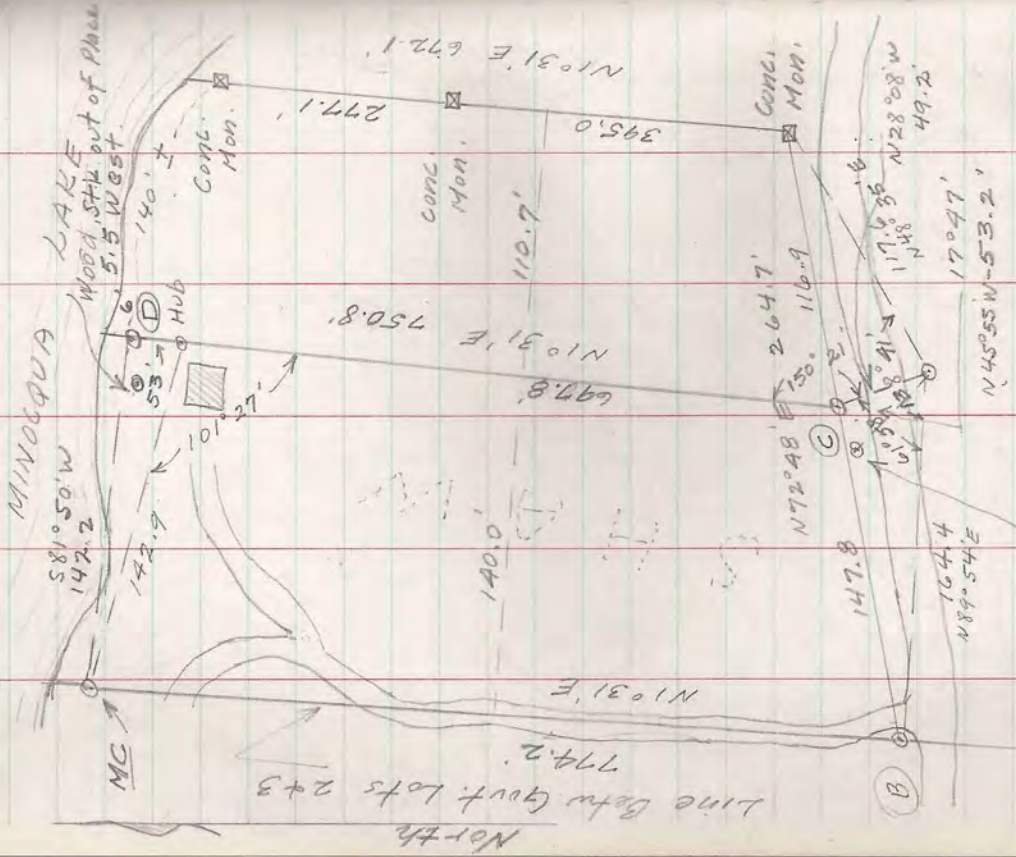 MINOCQUA
LAKE
Wood Stk. out of Place
5.5 West
S81°50'W
142.2
140' ±
6'
D
Hub
53'
142.9
101°27'
MC
Conc.
Mon.
277.1'
N1°31'E 672.1'
Conc.
Mon.
395.0
110.7'
750.8'
N1°31'E
697.8'
140.0'
N1°31'E
774.2'
Line Betw Govt. Lots 2+3
North
Conc.
Mon.
264.7'
116.9
150°
N72°48'E
C
2.
147.8
B
164.4
N89°54'E
117.6
N28°08'W
49.2'
17°47'
N45°55'W-53.2'